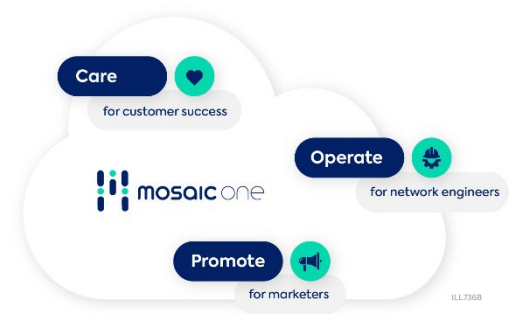 Care
for customer success
Operate
for network engineers
mosaic one
Promote
for marketers
ILL736B